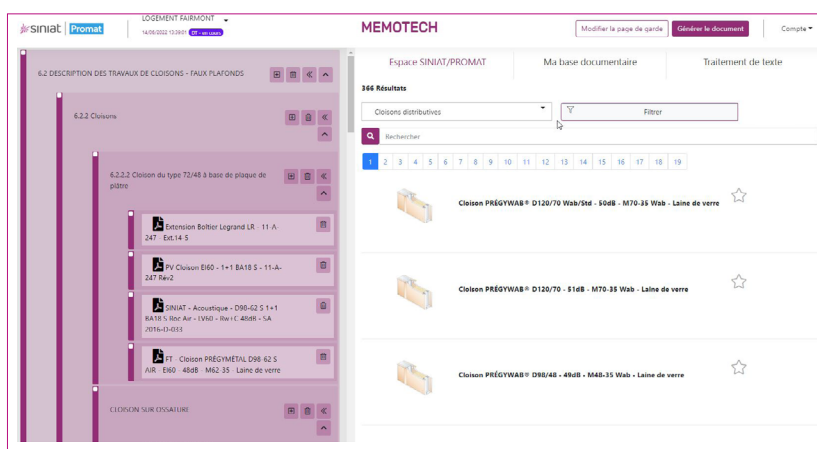 siniat Promat
LOGEMENT FAIRMONT
14/06/2022 13:39:01 DT - en cours
MEMOTECH
Modifier la page de garde
Générer le document
Compte
6.2 DESCRIPTION DES TRAVAUX DE CLOISONS - FAUX PLAFONDS
6.2.2 Cloisons
6.2.2.2 Cloison du type 72/48 à base de plaque de
plâtre
Extension Boîtier Legrand LR - 11-A-
247 - Ext.14-5
PV Cloison EI60 - 1+1 BA18 S - 11-A-
247 Rév2
SINIAT - Acoustique - D98-62 S 1+1
BA18 S Roc Air - LV60 - Rw+C 48dB - SA
2016-D-033
FT - Cloison PRÉGYMÉTAL D98-62 S
AIR - EI60 - 48dB - M62-35 - Laine de verre
CLOISON SUR OSSATURE
Espace SINIAT/PROMAT
Ma base documentaire
Traitement de texte
366 Résultats
Cloisons distributives
Filtrer
Rechercher
1 2 3 4 5 6 7 8 9 10 11 12 13 14 15 16 17 18 19
Cloison PRÉGYWAB® D120/70 Wab/Std - 50dB - M70-35 Wab - Laine de verre
Cloison PRÉGYWAB® D120/70 - 51dB - M70-35 Wab - Laine de verre
Cloison PRÉGYWAB® D98/48 - 49dB - M48-35 Wab - Laine de verre